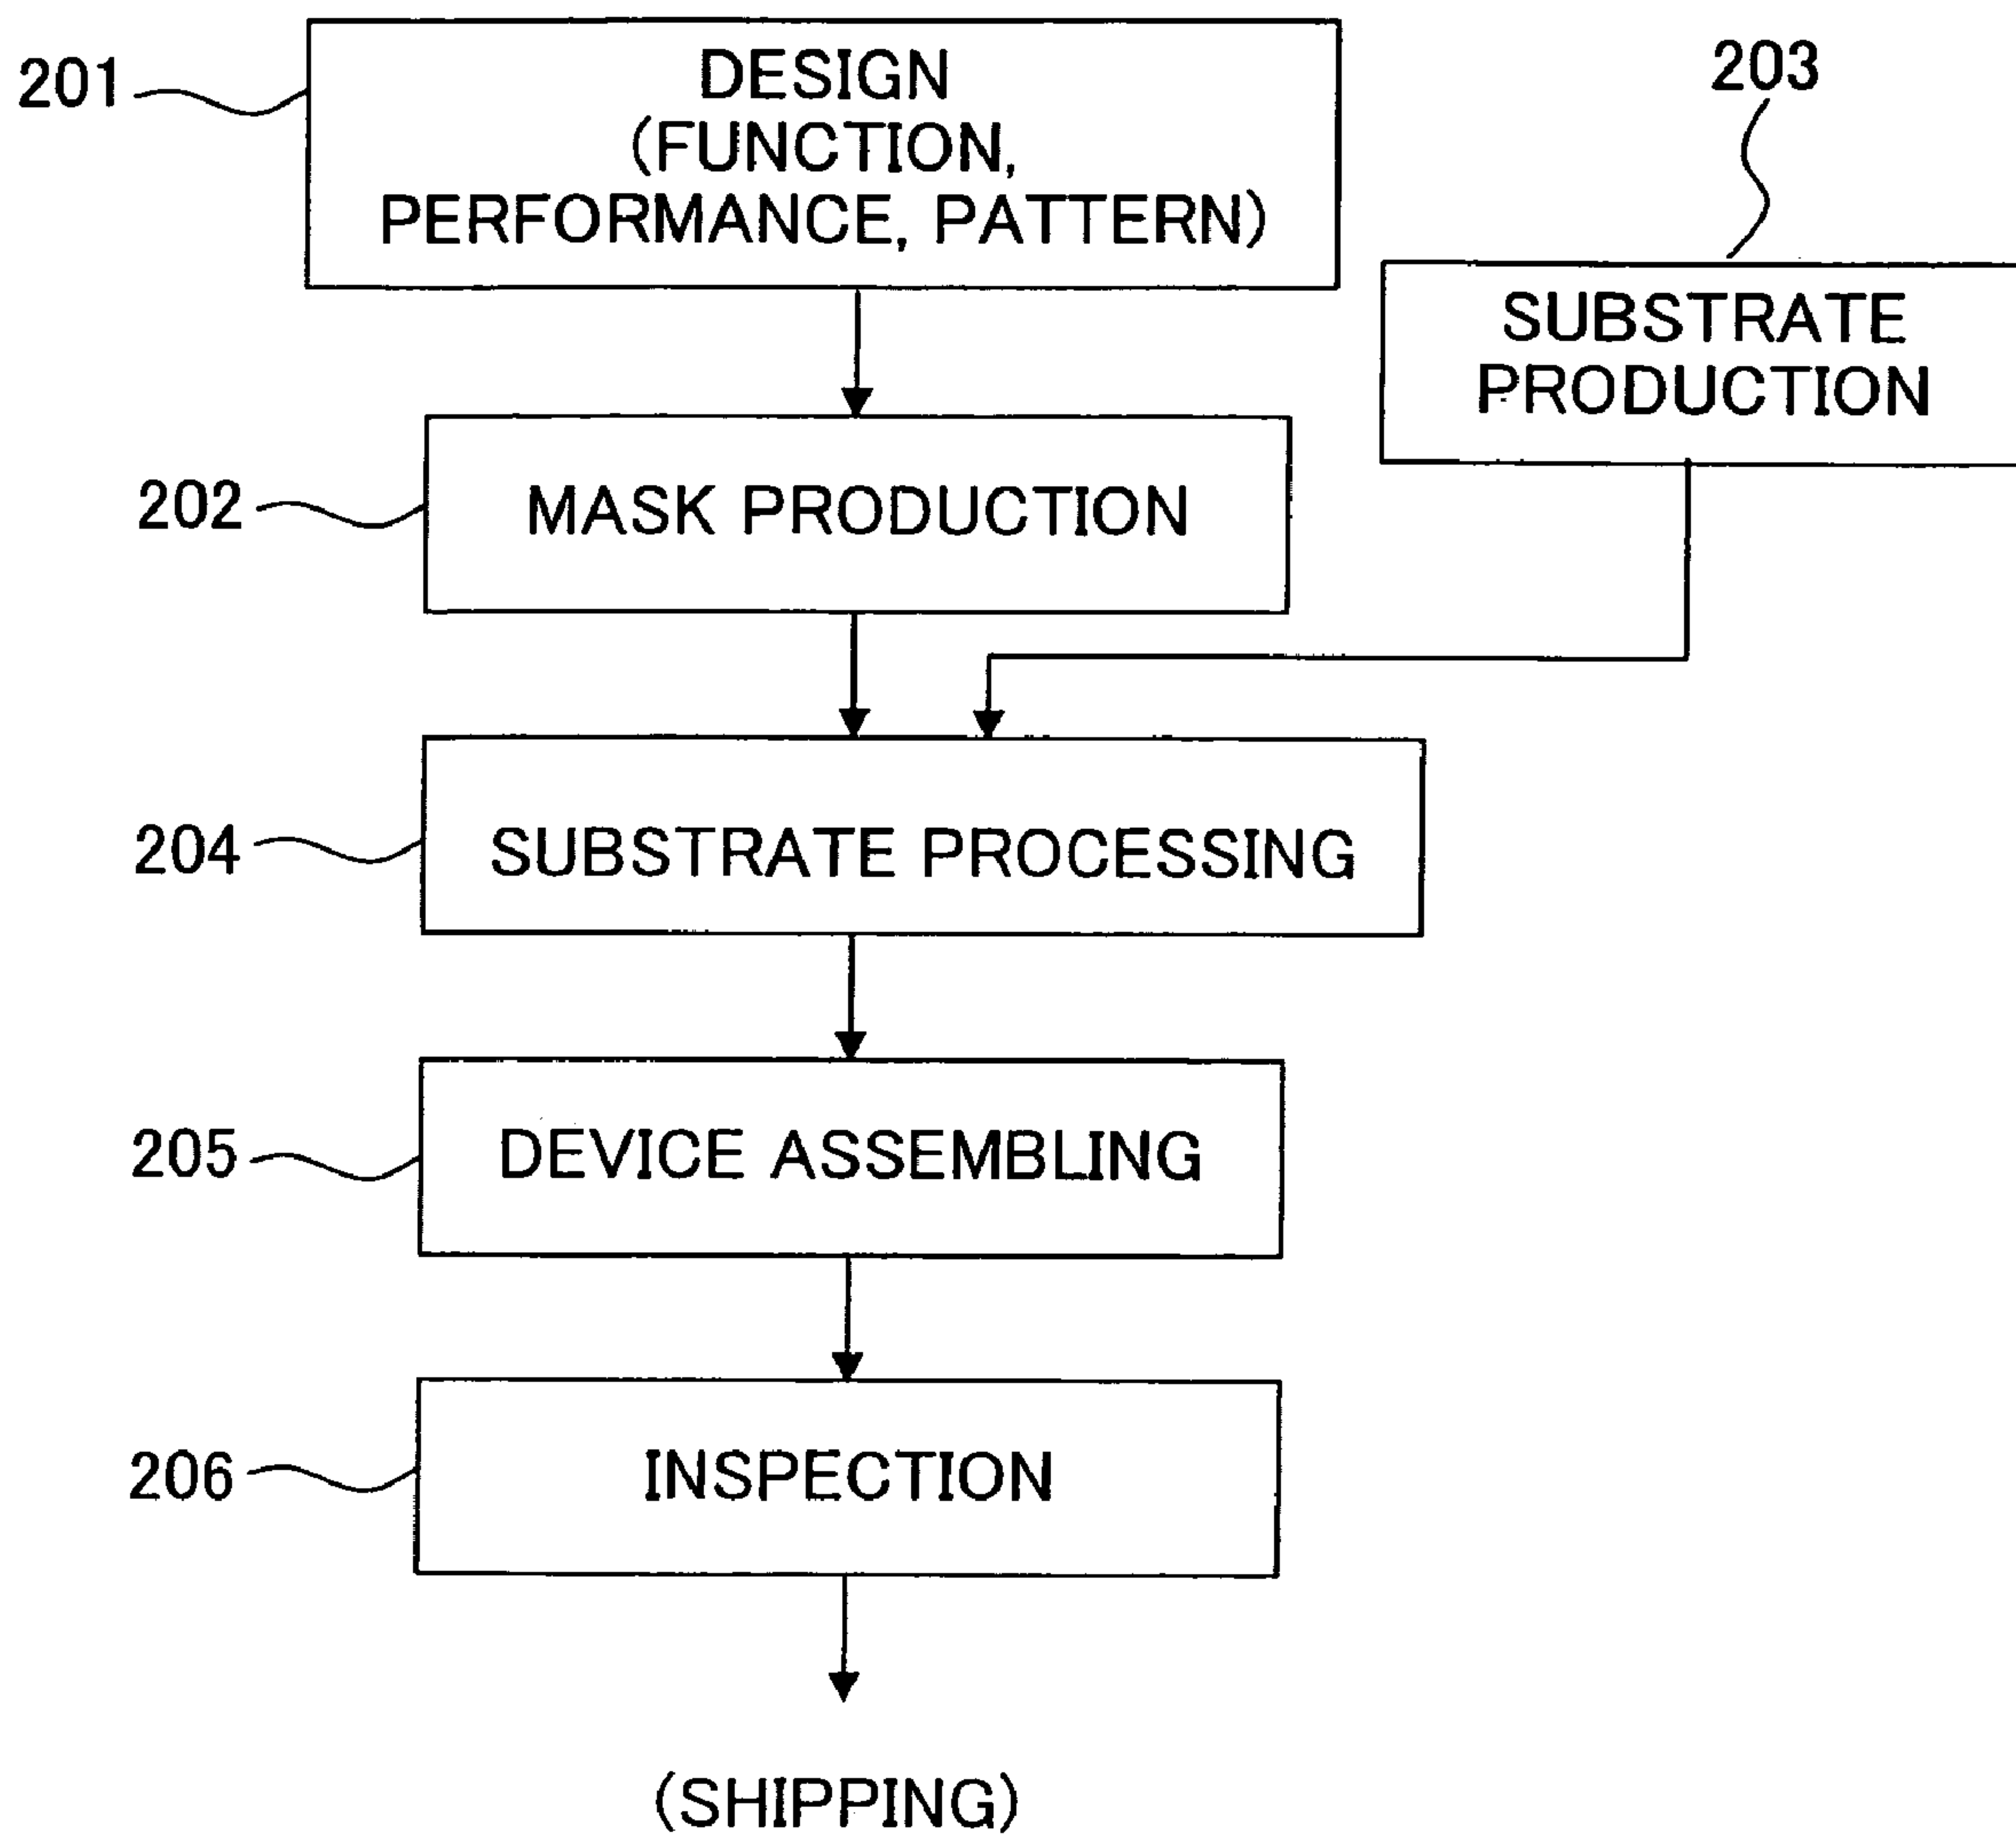 201
DESIGN
(FUNCTION,
PERFORMANCE, PATTERN)
203
SUBSTRATE
PRODUCTION
202
MASK PRODUCTION
204
SUBSTRATE PROCESSING
205
DEVICE ASSEMBLING
206
INSPECTION
(SHIPPING)